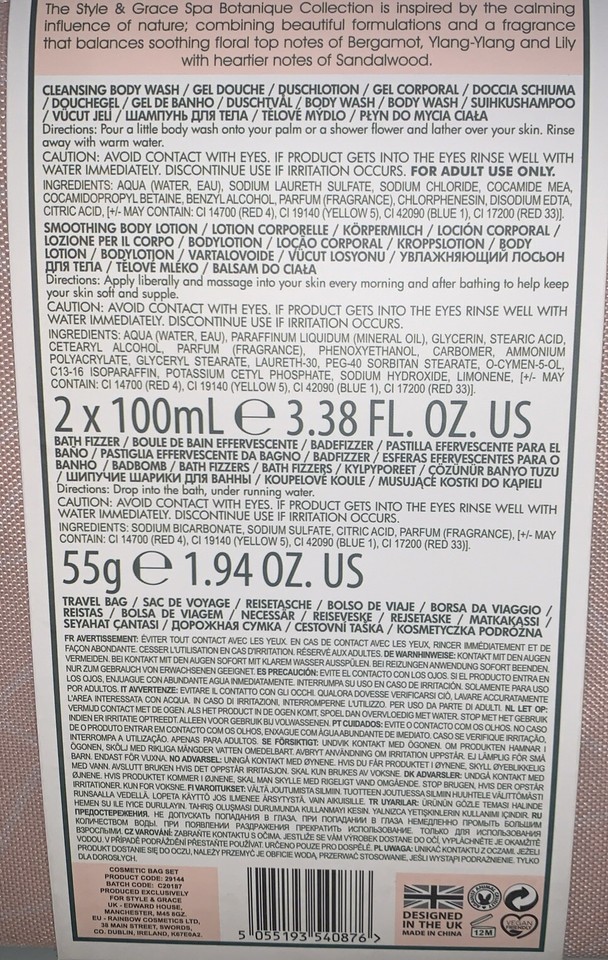 The Style & Grace Spa Botanique Collection is inspired by the calming
influence of nature; combining beautiful formulations and a fragrance
that balances soothing floral top notes of Bergamot, Ylang-Ylang and Lily
with heartier notes of Sandalwood.
CLEANSING BODY WASH / GEL DOUCHE / DUSCHLOTION / GEL CORPORAL / DOCCIA SCHIUMA
/ DOUCHEGEL / GEL DE BANHO / DUSCHTVÅL / BODY WASH / BODY WASH / SUIHKUSHAMPOO
/ VÜCUT JELİ / ШАМПУНЬ ДЛЯ ТЕЛА / TĚLOVÉ MÝDLO / PŁYN DO MYCIA CIAŁA
Directions: Pour a little body wash onto your palm or a shower flower and lather over your skin. Rinse
away with warm water.
CAUTION: AVOID CONTACT WITH EYES. IF PRODUCT GETS INTO THE EYES RINSE WELL WITH
WATER IMMEDIATELY. DISCONTINUE USE IF IRRITATION OCCURS. FOR ADULT USE ONLY.
INGREDIENTS: AQUA (WATER, EAU), SODIUM LAURETH SULFATE, SODIUM CHLORIDE, COCAMIDE MEA,
COCAMIDOPROPYL BETAINE, BENZYL ALCOHOL, PARFUM (FRAGRANCE), CHLORPHENESIN, DISODIUM EDTA,
CITRIC ACID, [+/- MAY CONTAIN: CI 14700 (RED 4), CI 19140 (YELLOW 5), CI 42090 (BLUE 1), CI 17200 (RED 33)].
SMOOTHING BODY LOTION / LOTION CORPORELLE / KÖRPERMILCH / LOCIÓN CORPORAL /
LOZIONE PER IL CORPO / BODYLOTION / LOÇÃO CORPORAL / KROPPSLOTION / BODY
LOTION / BODYLOTION / VARTALOVOIDE / VÜCUT LOSYONU / УВЛАЖНЯЮЩИЙ ЛОСЬОН
ДЛЯ ТЕЛА / TĚLOVÉ MLÉKO / BALSAM DO CIAŁA
Directions: Apply liberally and massage into your skin every morning and after bathing to help keep
your skin soft and supple.
CAUTION: AVOID CONTACT WITH EYES. IF PRODUCT GETS INTO THE EYES RINSE WELL WITH
WATER IMMEDIATELY. DISCONTINUE USE IF IRRITATION OCCURS.
INGREDIENTS: AQUA (WATER, EAU), PARAFFINUM LIQUIDUM (MINERAL OIL), GLYCERIN, STEARIC ACID,
CETEARYL ALCOHOL, PARFUM (FRAGRANCE), PHENOXYETHANOL, CARBOMER, AMMONIUM
POLYACRYLATE, GLYCERYL STEARATE, LAURETH-30, PEG-40 SORBITAN STEARATE, O-CYMEN-5-OL,
C13-16 ISOPARAFFIN, POTASSIUM CETYL PHOSPHATE, SODIUM HYDROXIDE, LIMONENE, [+/- MAY
CONTAIN: CI 14700 (RED 4), CI 19140 (YELLOW 5), CI 42090 (BLUE 1), CI 17200 (RED 33)].
2 x 100mL ℮ 3.38 FL. OZ. US
BATH FIZZER / BOULE DE BAIN EFFERVESCENTE / BADEFIZZER / PASTILLA EFERVESCENTE PARA EL
BAÑO / PASTIGLIA EFFERVESCENTE DA BAGNO / BADFIZZER / ESFERAS EFERVESCENTES PARA O
BANHO / BADBOMB / BATH FIZZERS / BATH FIZZERS / KYLPYPOREET / ÇÖZÜNÜR BANYO TUZU
/ ШИПУЧИЕ ШАРИКИ ДЛЯ ВАННЫ / KOUPELOVÉ KOULE / MUSUJĄCE KOSTKI DO KĄPIELI
Directions: Drop into the bath, under running water.
CAUTION: AVOID CONTACT WITH EYES. IF PRODUCT GETS INTO THE EYES RINSE WELL WITH
WATER IMMEDIATELY. DISCONTINUE USE IF IRRITATION OCCURS.
INGREDIENTS: SODIUM BICARBONATE, SODIUM SULFATE, CITRIC ACID, PARFUM (FRAGRANCE), [+/- MAY
CONTAIN: CI 14700 (RED 4), CI 19140 (YELLOW 5), CI 42090 (BLUE 1), CI 17200 (RED 33)].
55g ℮ 1.94 OZ. US
TRAVEL BAG / SAC DE VOYAGE / REISETASCHE / BOLSO DE VIAJE / BORSA DA VIAGGIO /
REISTAS / BOLSA DE VIAGEM / NECESSÄR / REISEVESKE / REJSETASKE / MATKAKASSI /
SEYAHAT ÇANTASI / ДОРОЖНАЯ СУМКА / CESTOVNÍ TAŠKA / KOSMETYCZKA PODRÓŻNA
FR AVERTISSEMENT: ÉVITER TOUT CONTACT AVEC LES YEUX. EN CAS DE CONTACT AVEC LES YEUX, RINCER IMMÉDIATEMENT ET DE
FAÇON ABONDANTE. CESSER L'UTILISATION EN CAS D'IRRITATION. RÉSERVÉ AUX ADULTES. DE WARNHINWEISE: KONTAKT MIT DEN AUGEN
VERMEIDEN. BEI KONTAKT MIT DEN AUGEN SOFORT MIT KLAREM WASSER AUSSPÜLEN. BEI REIZUNGEN ANWENDUNG SOFORT BEENDEN.
NUR ZUM GEBRAUCH VON ERWACHSENEN GEEIGNET. ES PRECAUCIÓN: EVITE EL CONTACTO CON LOS OJOS. SI EL PRODUCTO ENTRA EN
LOS OJOS, ENJUAGUE CON ABUNDANTE AGUA INMEDIATAMENTE. INTERRUMPA SU USO EN CASO DE IRRITACIÓN. SOLAMENTE PARA USO
POR ADULTOS. IT AVVERTENZE: EVITARE IL CONTATTO CON GLI OCCHI. QUALORA DOVESSE VERIFICARSI CIÒ, LAVARE ACCURATAMENTE
L'AREA INTERESSATA CON ACQUA. IN CASO DI IRRITAZIONI, INTERROMPERNE L'UTILIZZO. PER USO DA PARTE DI ADULTI. NL LET OP:
VERMIJD CONTACT MET DE OGEN. ALS HET PRODUCT IN DE OGEN KOMT, SPOEL DAN OVERVLOEDIG MET WATER. STOP MET HET GEBRUIK
INDIEN ER IRRITATIE OPTREEDT. ALLEEN VOOR GEBRUIK BIJ VOLWASSENEN. PT CUIDADOS: EVITE O CONTACTO COM OS OLHOS. NO CASO
DE O PRODUTO ENTRAR EM CONTACTO COM OS OLHOS, ENXAGUE COM ÁGUA ABUNDANTE DE IMEDIATO. CASO SE VERIFIQUE IRRITAÇÃO,
INTERROMPA A UTILIZAÇÃO. APENAS PARA ADULTOS. SE FÖRSIKTIGT: UNDVIK KONTAKT MED ÖGONEN. OM PRODUKTEN HAMNAR I
ÖGONEN, SKÖLJ MED RIKLIGA MÄNGDER VATTEN OMEDELBART. AVBRYT ANVÄNDNING OM IRRITATION UPPSTÅR. EJ LÄMPLIG FÖR SMÅ
BARN. ENDAST FÖR VUXNA. NO ADVARSEL: UNNGÅ KONTAKT MED ØYNENE. HVIS DU FÅR PRODUKTET I ØYNENE, SKYLL ØYEBLIKKELIG
MED VANN. AVSLUTT BRUKEN HVIS DET OPPSTÅR IRRITASJON. SKAL KUN BRUKES AV VOKSNE. DK ADVARSLER: UNDGÅ KONTAKT MED
ØJNENE. HVIS PRODUKTET KOMMER I ØJNENE, SKAL MAN SKYLLE MED RIGELIGT VAND OMGÅENDE. STOP BRUGEN, HVIS DER OPSTÅR
IRRITATIONER. KUN FOR VOKSNE. FI VAROITUKSET: VÄLTÄ JOUTUMISTA SILMIIN. TUOTTEEN JOUTUESSA SILMIIN HUUHTELE VÄLITTÖMÄSTI
RUNSAALLA VEDELLÄ. LOPETA KÄYTTÖ JOS ILMENEE ÄRSYTYSTÄ. VAIN AIKUISILLE. TR UYARILAR: ÜRÜNÜN GÖZLE TEMASI HALINDE
HEMEN SU ILE IYICE DURULAYIN. TAHRIŞ OLUŞMASI DURUMUNDA KULLANMAYI KESIN. YALNIZCA YETIŞKINLERIN KULLANIMI IÇINDIR. RU
ПРЕДОСТЕРЕЖЕНИЯ. НЕ ДОПУСКАТЬ ПОПАДАНИЯ В ГЛАЗА. ПРИ ПОПАДАНИИ В ГЛАЗА НЕМЕДЛЕННО ПРОМЫТЬ БОЛЬШИМ
КОЛИЧЕСТВОМ ВОДЫ. ПРИ ПОЯВЛЕНИИ РАЗДРАЖЕНИЯ ПРЕКРАТИТЬ ИСПОЛЬЗОВАНИЕ. ТОЛЬКО ДЛЯ ИСПОЛЬЗОВАНИЯ
ВЗРОСЛЫМИ. CZ VAROVÁNÍ: ZABRAŇTE KONTAKTU S OČIMA. JESTLIŽE SE VÁM VÝROBEK DOSTANE DO OČÍ, VYPLÁCHNĚTE JE OKAMŽITĚ
VODOU. V PŘÍPADĚ PODRÁŽDĚNÍ PŘESTAŇTE POUŽÍVAT. URČENO POUZE PRO DOSPĚLÉ. PL UWAGA: UNIKAĆ KONTAKTU Z OCZAMI. JEŻELI
PRODUKT DOSTANIE SIĘ DO OCZU, NALEŻY PRZEMYĆ JE OBFICIE WODĄ, PRZERWAĆ STOSOWANIE, JEŚLI WYSTĄPI PODRAŻNIENIE. TYLKO
DLA DOROSŁYCH.
COSMETIC BAG SET
PRODUCT CODE: 29144
BATCH CODE: C20187
PRODUCED EXCLUSIVELY
FOR STYLE & GRACE
UK - EDWARD HOUSE,
MANCHESTER, M45 8GZ.
EU - RAINBOW COSMETICS LTD,
38 MAIN STREET, SWORDS,
CO. DUBLIN, IRELAND, K67E0A2.
5 055193 540876 >
DESIGNED
IN THE UK
MADE IN CHINA
12M
VEGAN
FRIENDLY